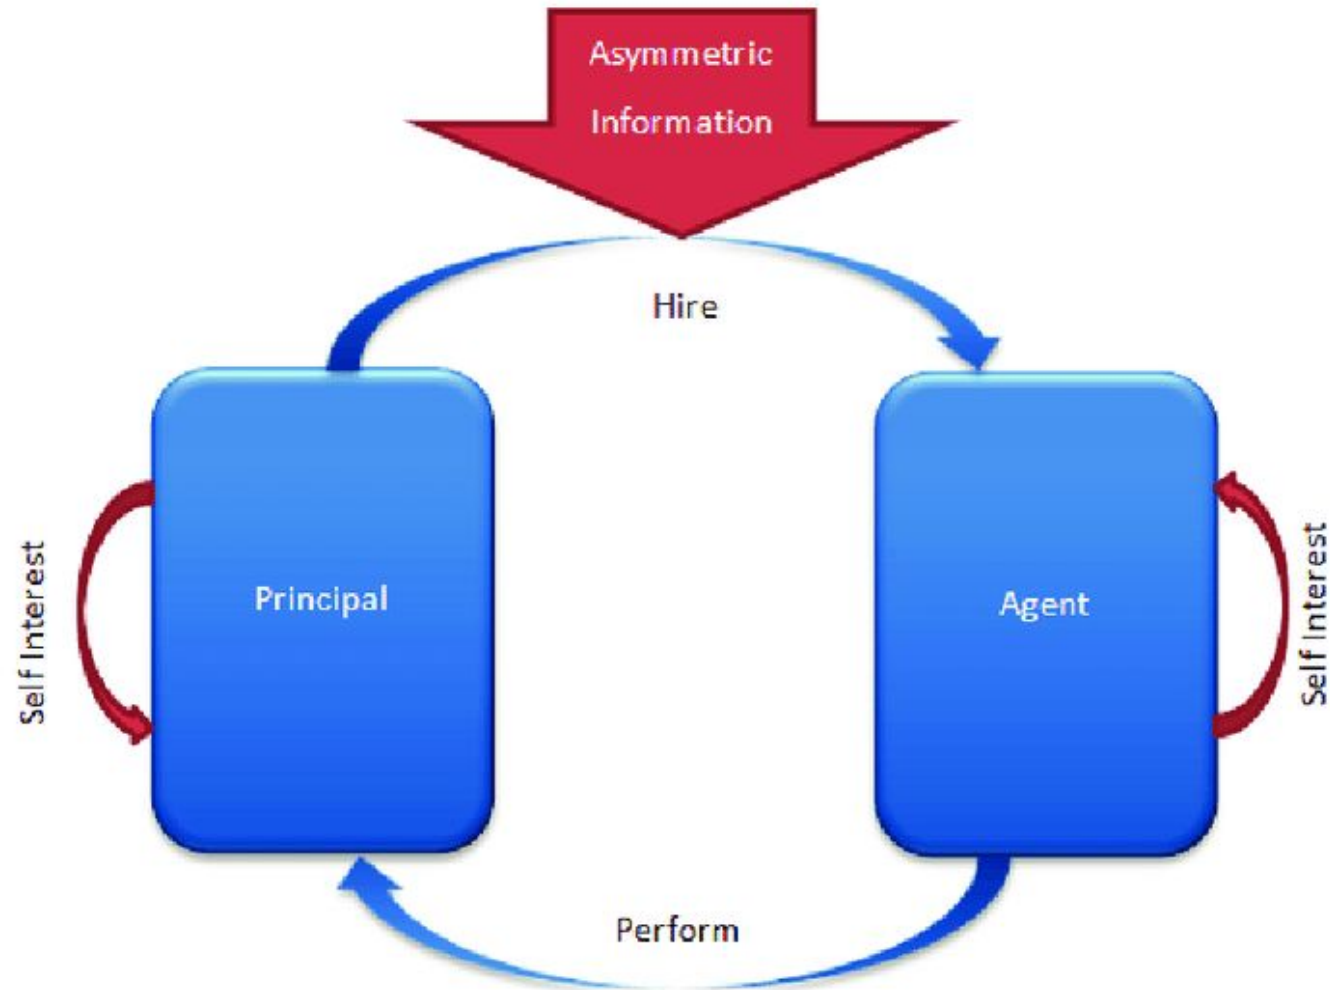 Asymmetric
Information
Hire
Self Interest
Principal
Agent
Self Interest
Perform